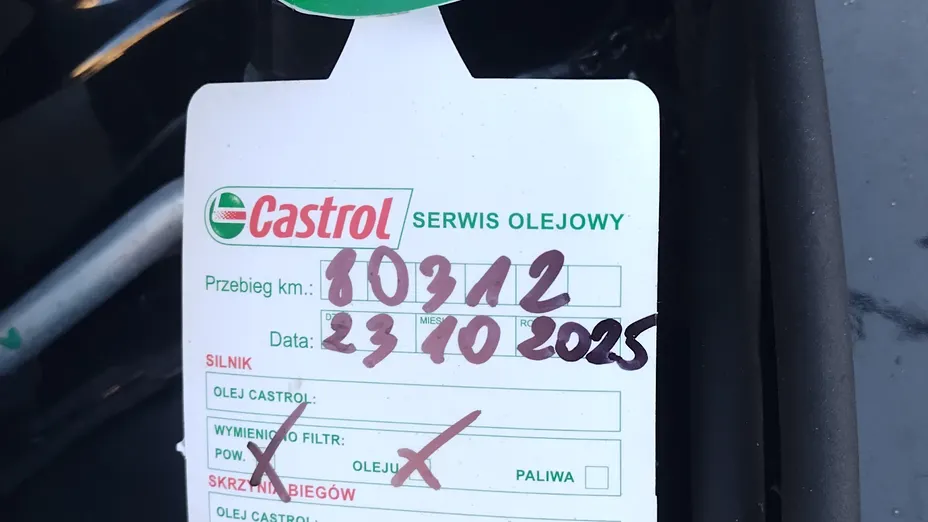 Castrol SERWIS OLEJOWY
Przebieg km.: 80312
Data: 23 10 2025
SILNIK
OLEJ CASTROL:
WYMIENIONO FILTR:
POW. X OLEJU X PALIWA
SKRZYNIA BIEGÓW
OLEJ CASTROL: